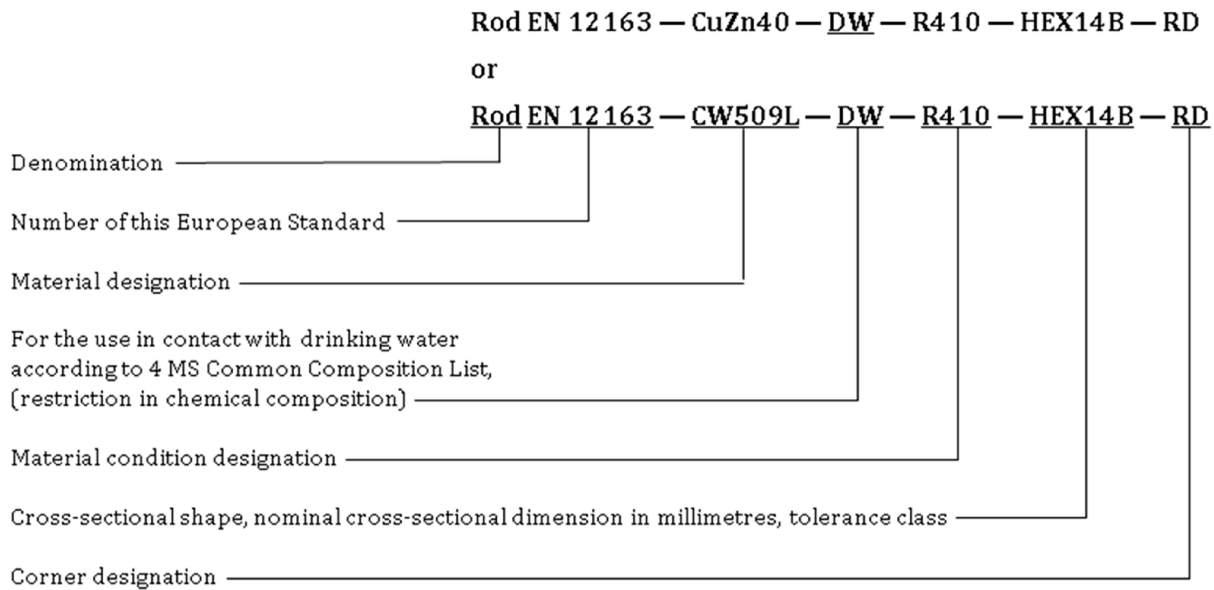 Rod EN 12163 — CuZn40 — DW — R410 — HEX14B — RD
or
Rod EN 12163 — CW509L — DW — R410 — HEX14B — RD
Denomination
Number of this European Standard
Material designation
For the use in contact with drinking water
according to 4 MS Common Composition List,
(restriction in chemical composition)
Material condition designation
Cross-sectional shape, nominal cross-sectional dimension in millimetres, tolerance class
Corner designation